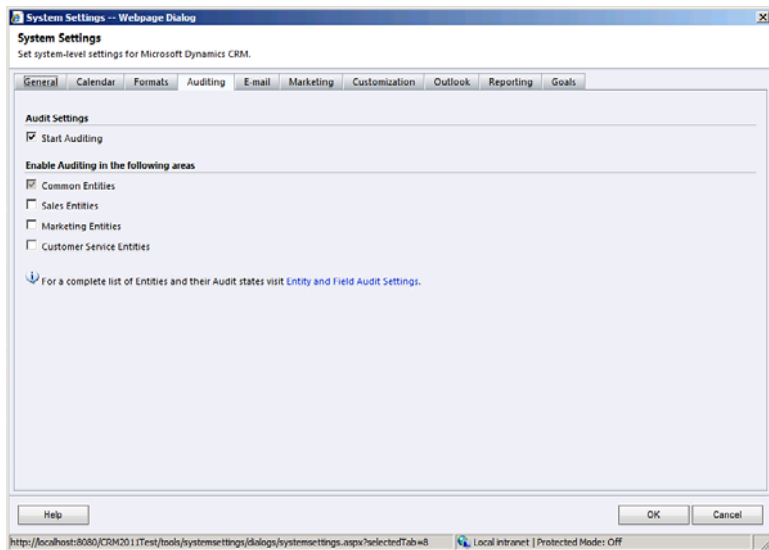 System Settings -- Webpage Dialog
System Settings
Set system-level settings for Microsoft Dynamics CRM.
General Calendar Formats Auditing E-mail Marketing Customization Outlook Reporting Goals
Audit Settings
Start Auditing
Enable Auditing in the following areas
Common Entities
Sales Entities
Marketing Entities
Customer Service Entities
For a complete list of Entities and their Audit states visit Entity and Field Audit Settings.
Help OK Cancel
http://localhost:8080/CRM2011Test/tools/systemsettings/dialogs/systemsettings.aspx?selectedTab=8 Local intranet | Protected Mode: Off